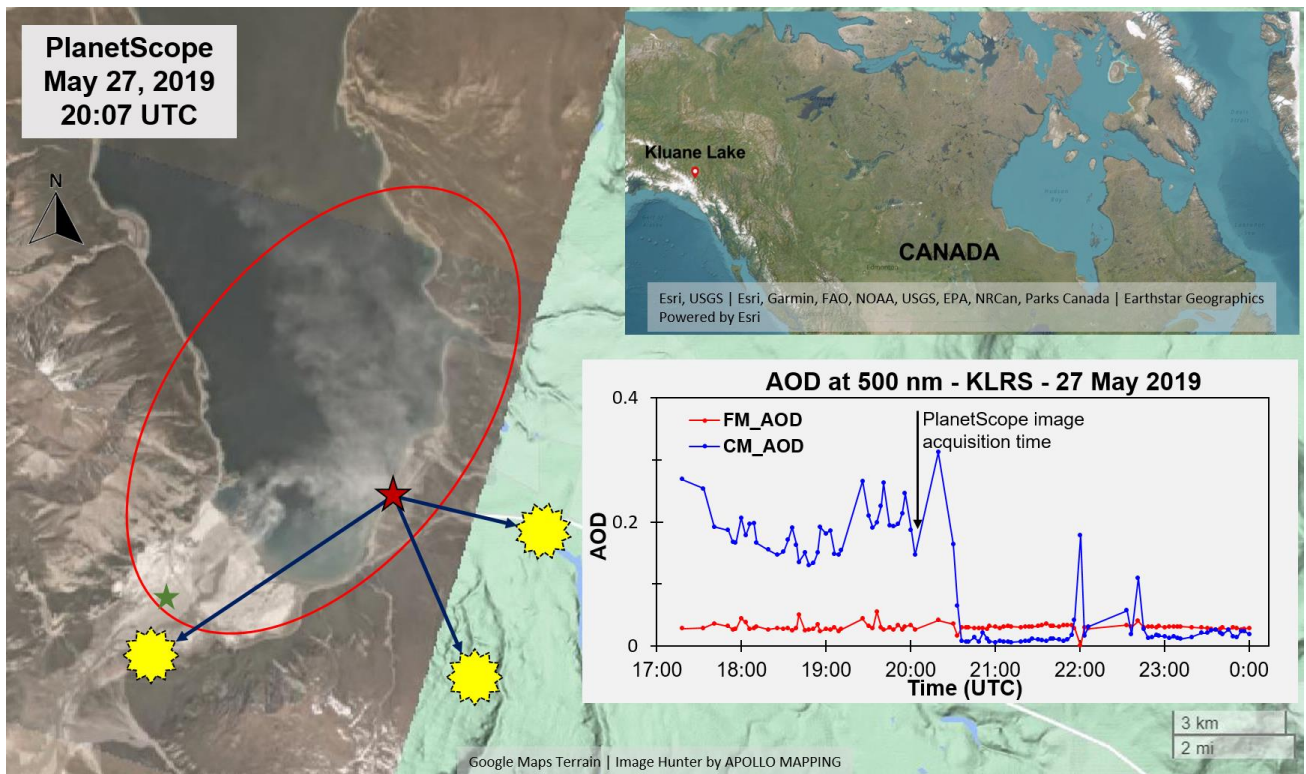 PlanetScope
May 27, 2019
20:07 UTC
N
Kluane Lake
CANADA
Edmonton
Esri, USGS | Esri, Garmin, FAO, NOAA, USGS, EPA, NRCan, Parks Canada | Earthstar Geographics
Powered by Esri
AOD at 500 nm - KLRS - 27 May 2019
0.4
0.2
0
AOD
FM_AOD
CM_AOD
PlanetScope image
acquisition time
17:00 18:00 19:00 20:00 21:00 22:00 23:00 0:00
Time (UTC)
3 km
2 mi
Google Maps Terrain | Image Hunter by APOLLO MAPPING